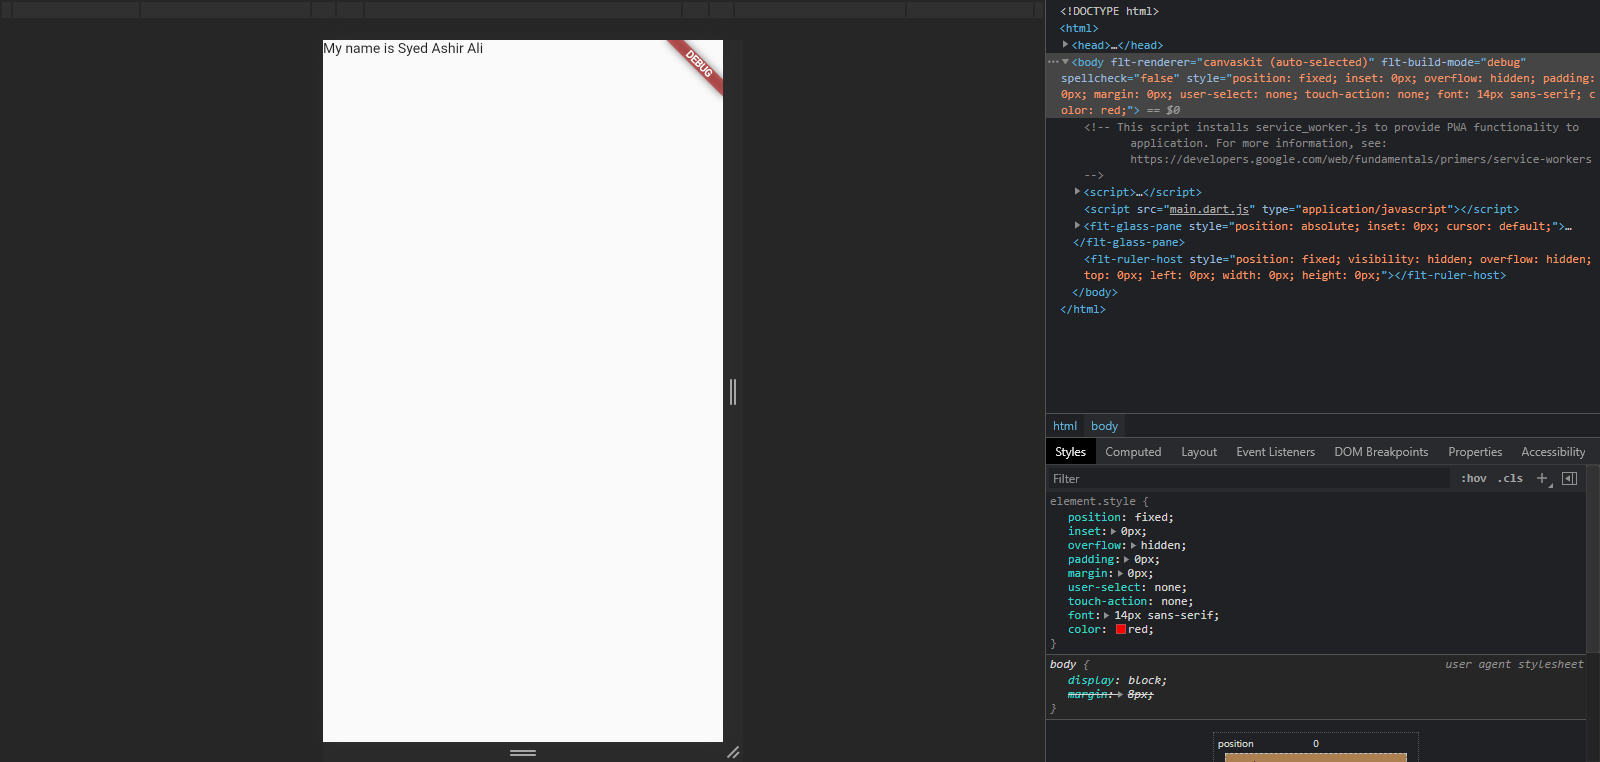 My name is Syed Ashir Ali
DEBUG
<!DOCTYPE html>
<html>
<head>…</head>
<body flt-renderer="canvaskit (auto-selected)" flt-build-mode="debug"
spellcheck="false" style="position: fixed; inset: 0px; overflow: hidden; padding:
0px; margin: 0px; user-select: none; touch-action: none; font: 14px sans-serif; c
olor: red;"> == $0
<!-- This script installs service_worker.js to provide PWA functionality to
application. For more information, see:
https://developers.google.com/web/fundamentals/primers/service-workers
-->
<script>…</script>
<script src="main.dart.js" type="application/javascript"></script>
<flt-glass-pane style="position: absolute; inset: 0px; cursor: default;">…
</flt-glass-pane>
<flt-ruler-host style="position: fixed; visibility: hidden; overflow: hidden;
top: 0px; left: 0px; width: 0px; height: 0px;"></flt-ruler-host>
</body>
</html>
html body
Styles Computed Layout Event Listeners DOM Breakpoints Properties Accessibility
Filter :hov .cls +
element.style {
position: fixed;
inset: 0px;
overflow: hidden;
padding: 0px;
margin: 0px;
user-select: none;
touch-action: none;
font: 14px sans-serif;
color: red;
}
body { user agent stylesheet
display: block;
margin: 8px;
}
position 0